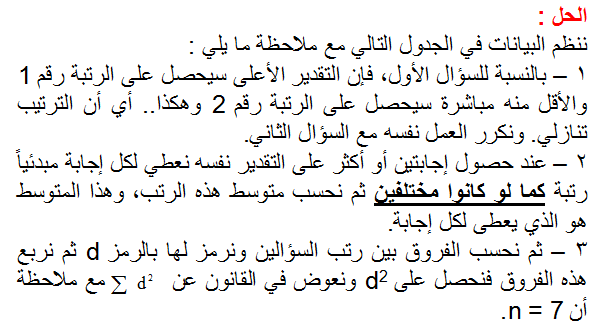 الحل :
ننظم البيانات في الجدول التالي مع ملاحظة ما يلي :
١ – بالنسبة للسؤال الأول، فإن التقدير الأعلى سيحصل على الرتبة رقم 1
والأقل منه مباشرة سيحصل على الرتبة رقم 2 وهكذا.. أي أن الترتيب
تنازلي. ونكرر العمل نفسه مع السؤال الثاني.
٢ – عند حصول إجابتين أو أكثر على التقدير نفسه نعطي لكل إجابة مبدئياً
رتبة كما لو كانوا مختلفين ثم نحسب متوسط هذه الرتب، وهذا المتوسط
هو الذي يعطى لكل إجابة.
٣ – ثم نحسب الفروق بين رتب السؤالين ونرمز لها بالرمز d ثم نربع
هذه الفروق فنحصل على d2 ونعوض في القانون عن ∑ d² مع ملاحظة
أن n = 7.